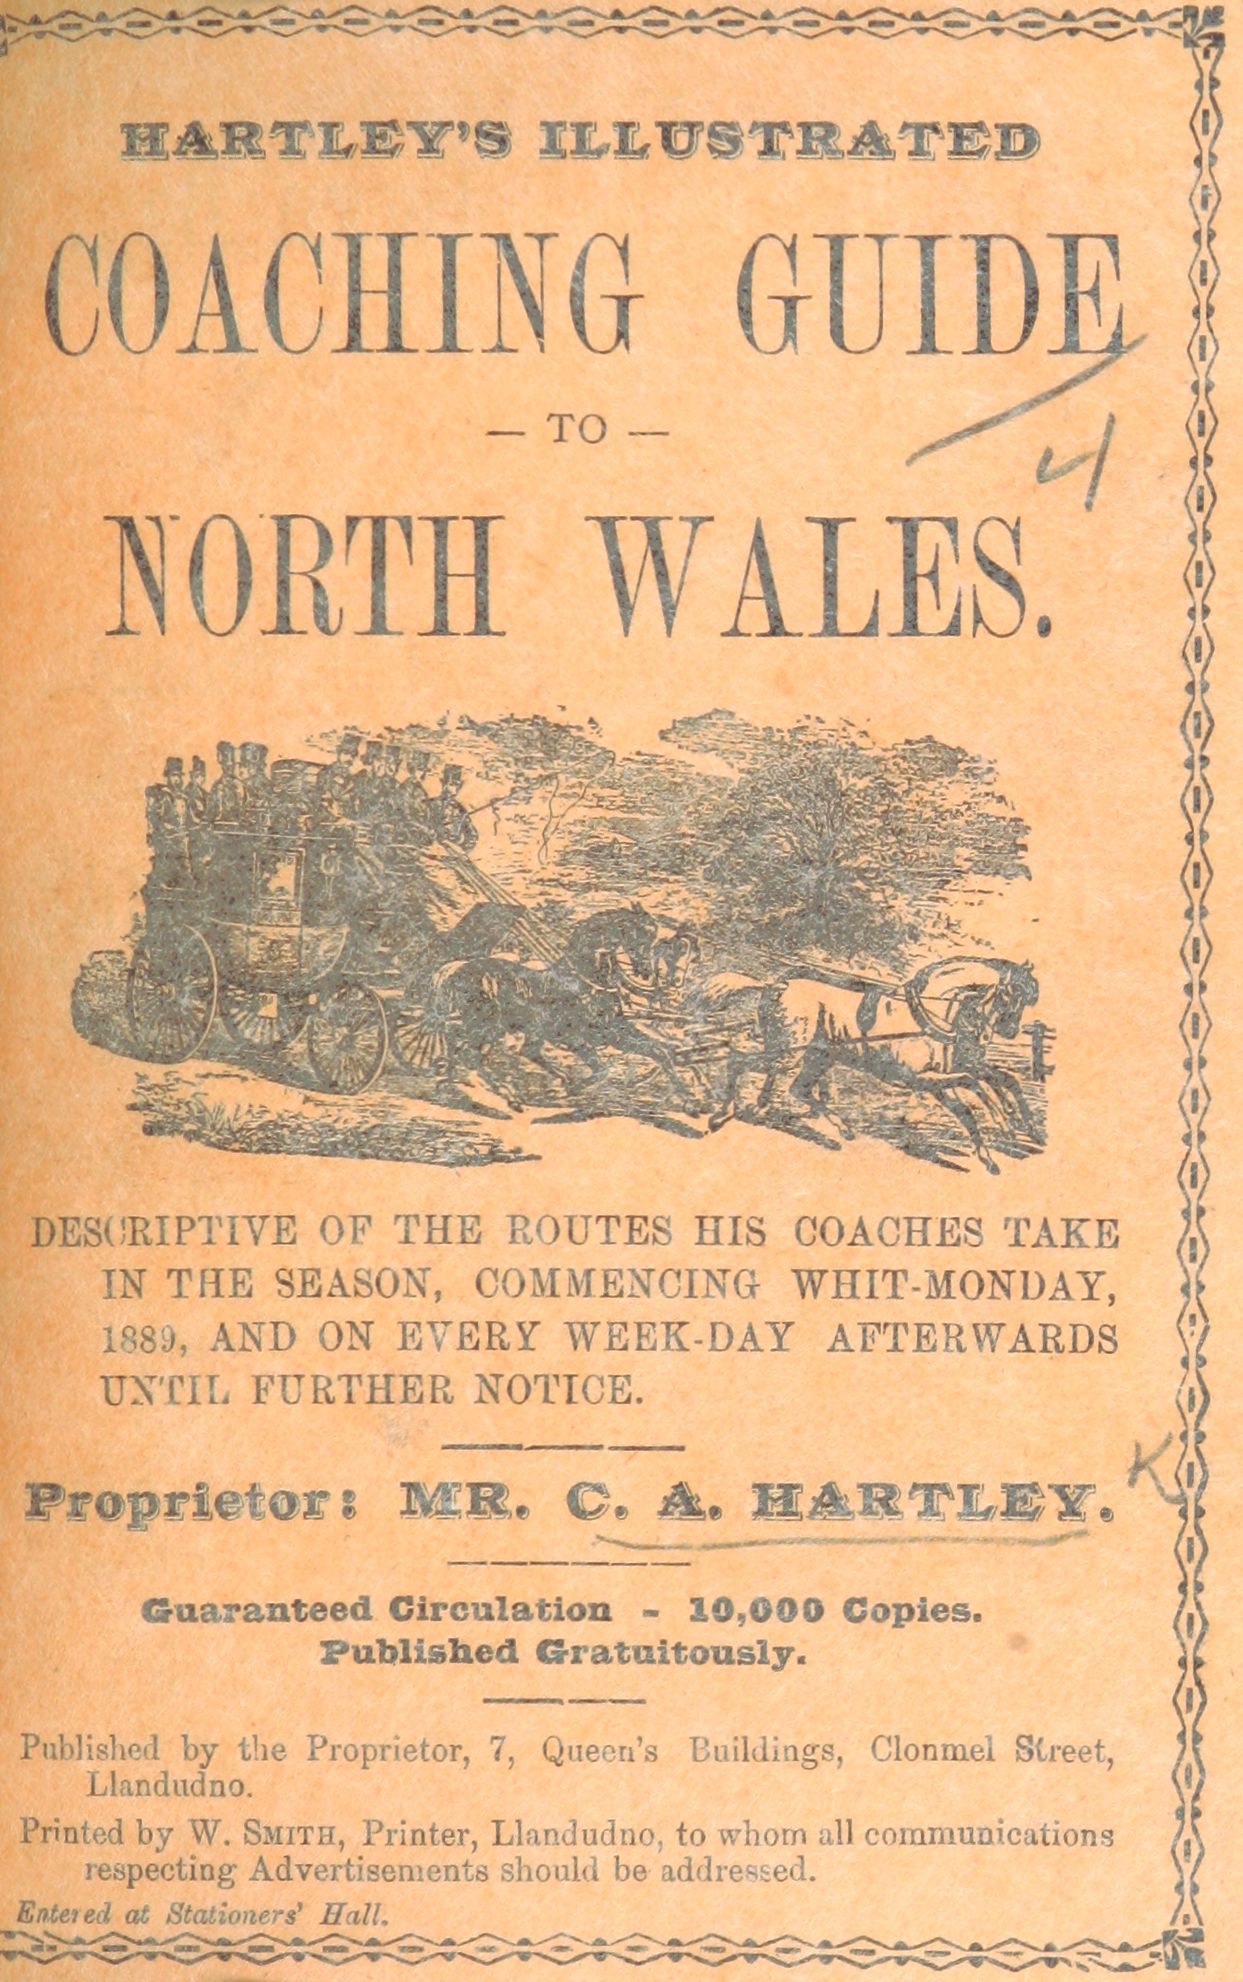 HARTLEY'S ILLUSTRATED
COACHING GUIDE
– TO –
4
NORTH WALES.
DESCRIPTIVE OF THE ROUTES HIS COACHES TAKE
IN THE SEASON, COMMENCING WHIT-MONDAY,
1889, AND ON EVERY WEEK-DAY AFTERWARDS
UNTIL FURTHER NOTICE.
K
Proprietor: MR. C. A. HARTLEY.
Guaranteed Circulation - 10,000 Copies.
Published Gratuitously.
Published by the Proprietor, 7, Queen's Buildings, Clonmel Street,
Llandudno.
Printed by W. SMITH, Printer, Llandudno, to whom all communications
respecting Advertisements should be addressed.
Entered at Stationers' Hall.